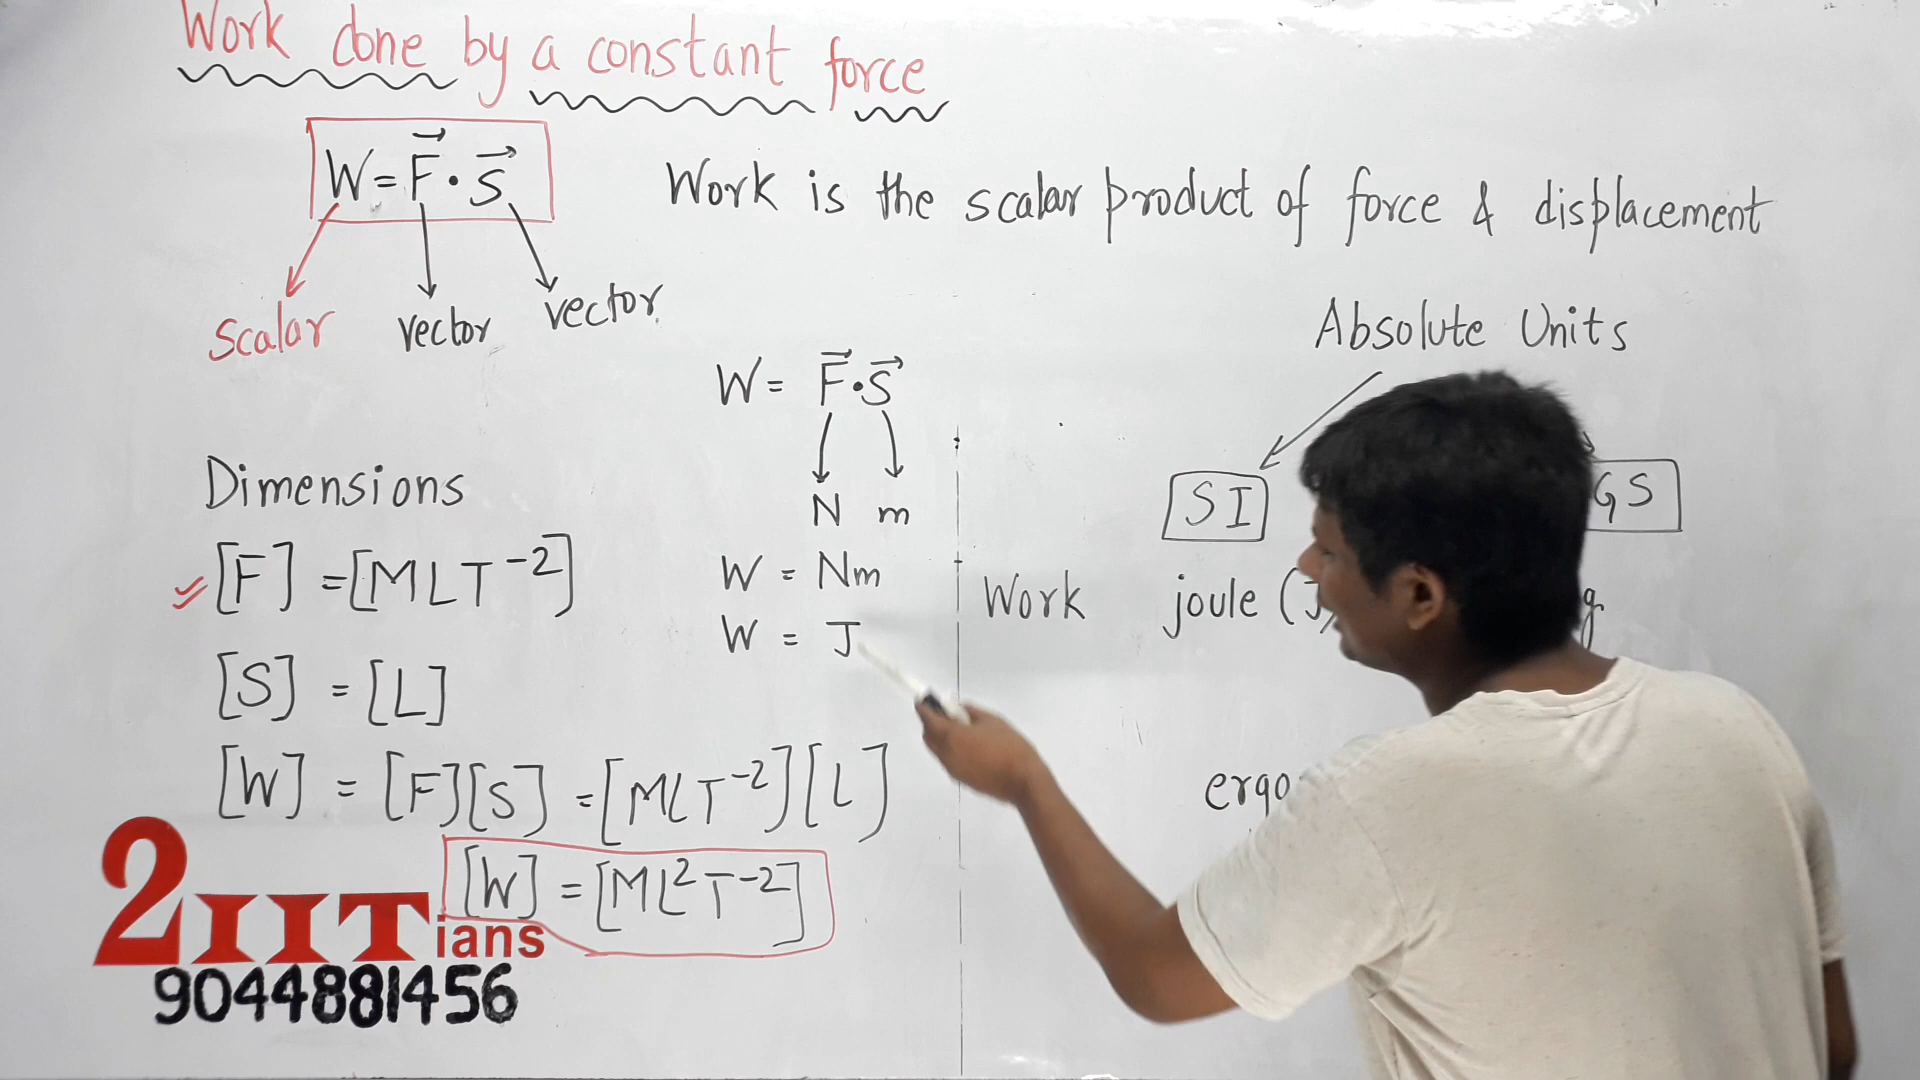 Work done by a constant force
W = F⃗ · S⃗
Work is the scalar product of force & displacement
scalar vector vector
Absolute Units
W = F⃗ · S⃗
N m
SI GS
Dimensions
[F] = [MLT⁻²]
W = Nm
Work joule (J
W = J
[S] = [L]
[W] = [F][S] = [MLT⁻²][L]
[W] = [ML²T⁻²]
2IITians
9044881456